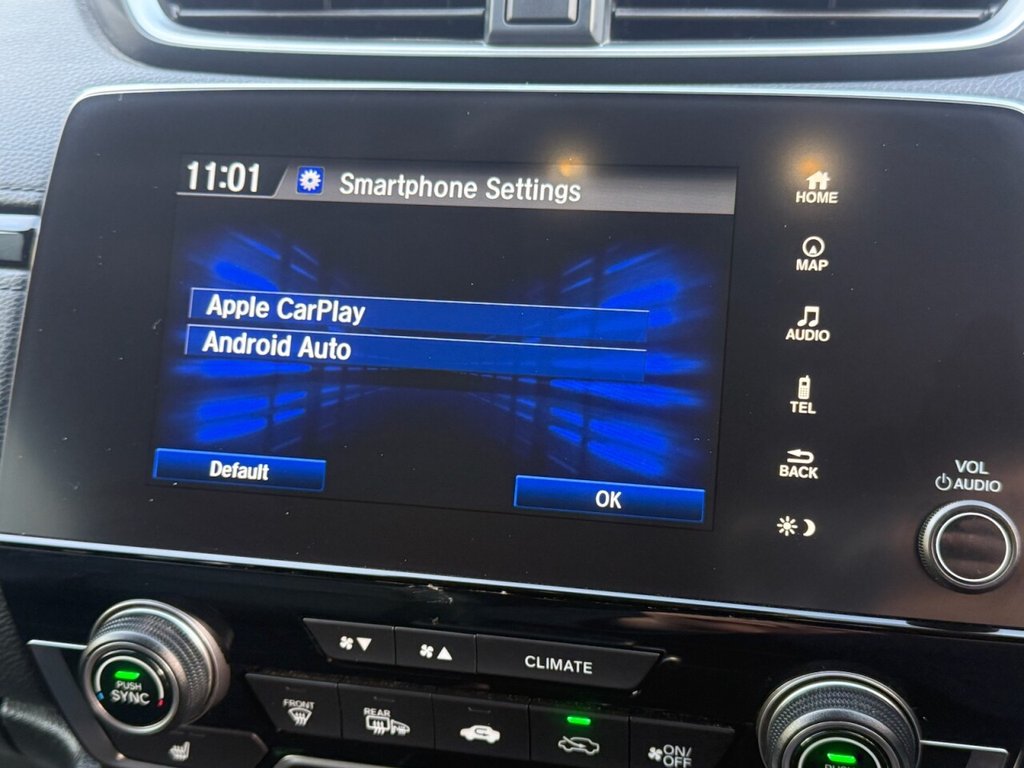 11:01 Smartphone Settings
HOME
MAP
Apple CarPlay
AUDIO
Android Auto
TEL
Default
OK
BACK
VOL
AUDIO
CLIMATE
PUSH
SYNC
FRONT
REAR
ON/
OFF